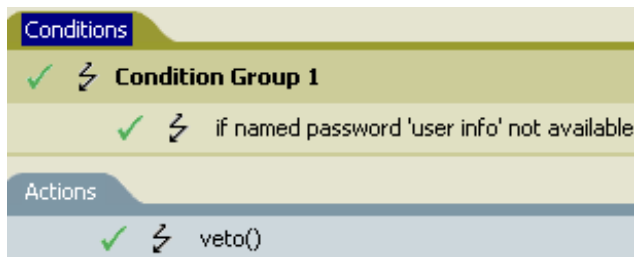 Conditions
Condition Group 1
if named password 'user info' not available
Actions
veto()